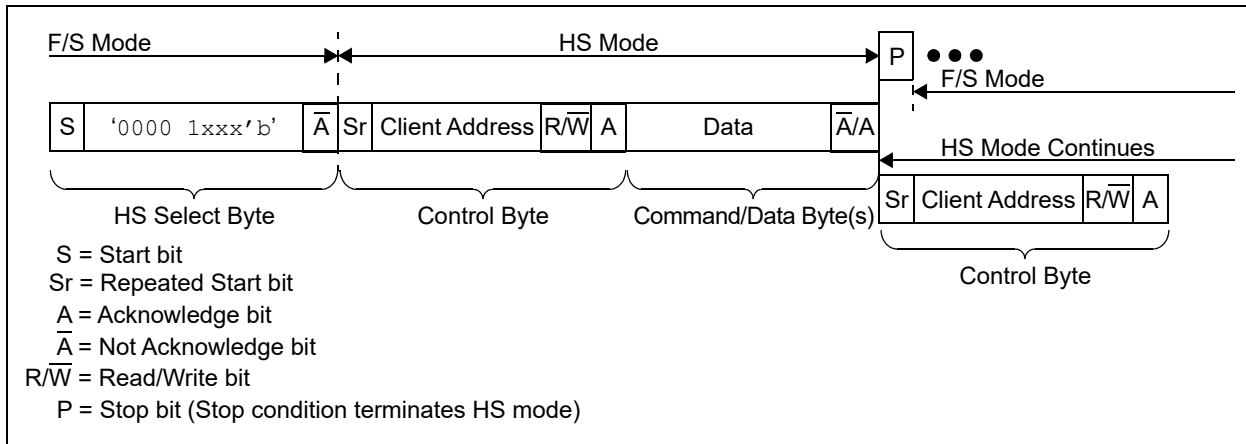 F/S Mode HS Mode
P •••
F/S Mode
S '0000 1xxx'b' A̅ Sr Client Address R/W̅ A Data A̅/A
HS Mode Continues
HS Select Byte Control Byte Command/Data Byte(s)
Sr Client Address R/W̅ A
Control Byte
S = Start bit
Sr = Repeated Start bit
A = Acknowledge bit
A̅ = Not Acknowledge bit
R/W̅ = Read/Write bit
P = Stop bit (Stop condition terminates HS mode)